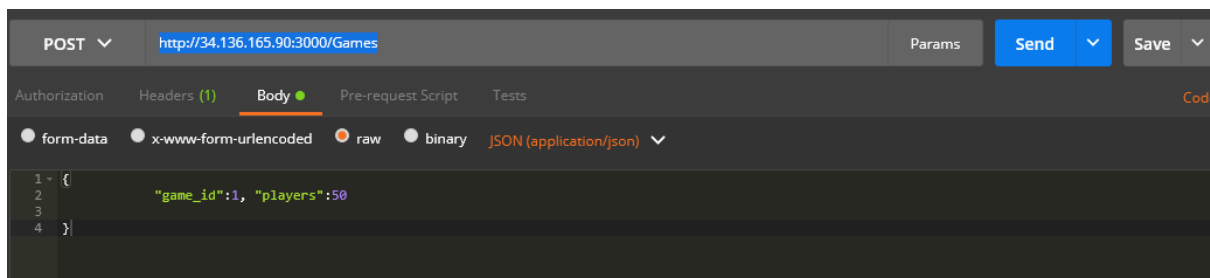 POST http://34.136.165.90:3000/Games Params Send Save
Authorization Headers (1) Body Pre-request Script Tests Cod
form-data x-www-form-urlencoded raw binary JSON (application/json)
1 {
2 "game_id":1, "players":50
3
4 }